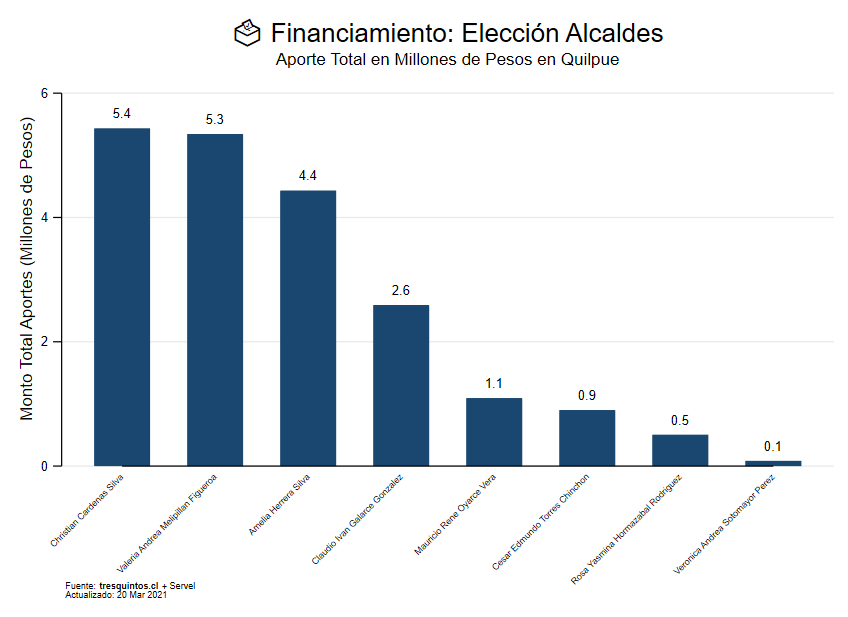 Financiamiento: Elección Alcaldes
Aporte Total en Millones de Pesos en Quilpue
Monto Total Aportes (Millones de Pesos)
6
4
2
0
5.4
5.3
4.4
2.6
1.1
0.9
0.5
0.1
Christian Cardenas Silva
Valeria Andrea Melipillan Figueroa
Amelia Herrera Silva
Claudio Ivan Galarce Gonzalez
Mauricio Rene Oyarce Vera
Cesar Edmundo Torres Chinchon
Rosa Yasmina Hormazabal Rodriguez
Veronica Andrea Sotomayor Perez
Fuente: tresquintos.cl + Servel
Actualizado: 20 Mar 2021